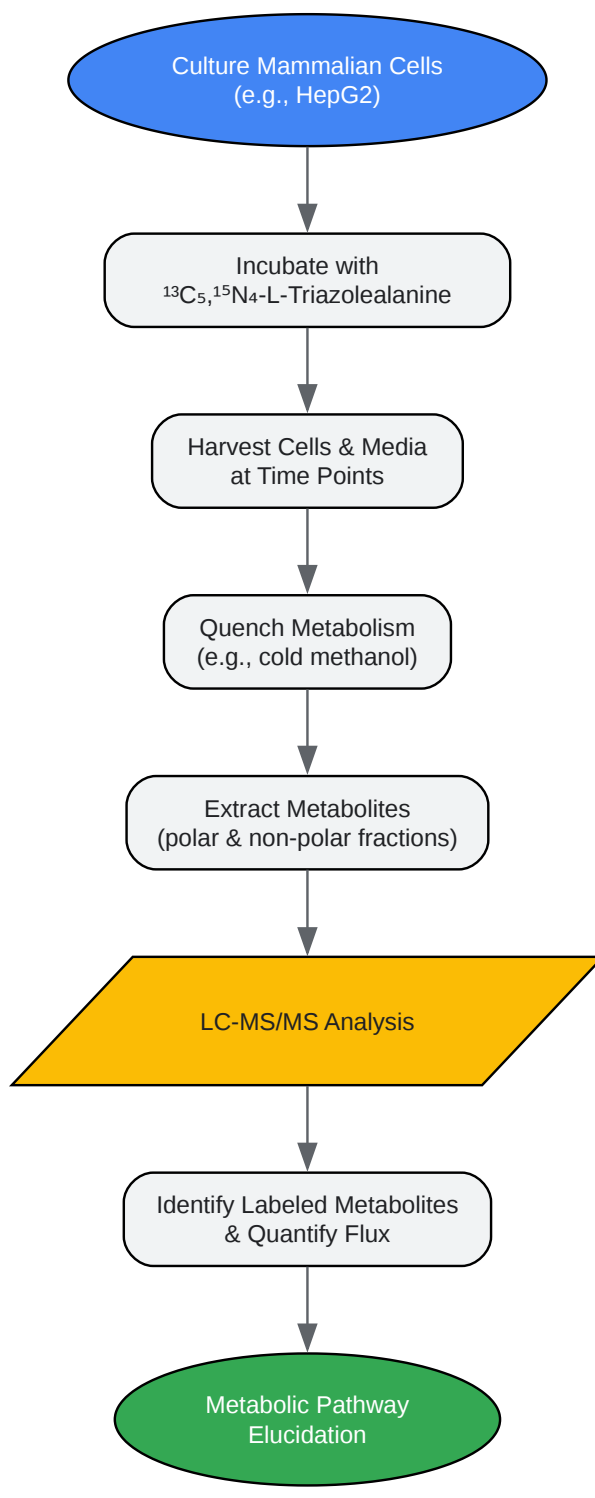 Culture Mammalian Cells
(e.g., HepG2)
Incubate with
¹³C₅,¹⁵N₄-L-Triazolealanine
Harvest Cells & Media
at Time Points
Quench Metabolism
(e.g., cold methanol)
Extract Metabolites
(polar & non-polar fractions)
LC-MS/MS Analysis
Identify Labeled Metabolites
& Quantify Flux
Metabolic Pathway
Elucidation